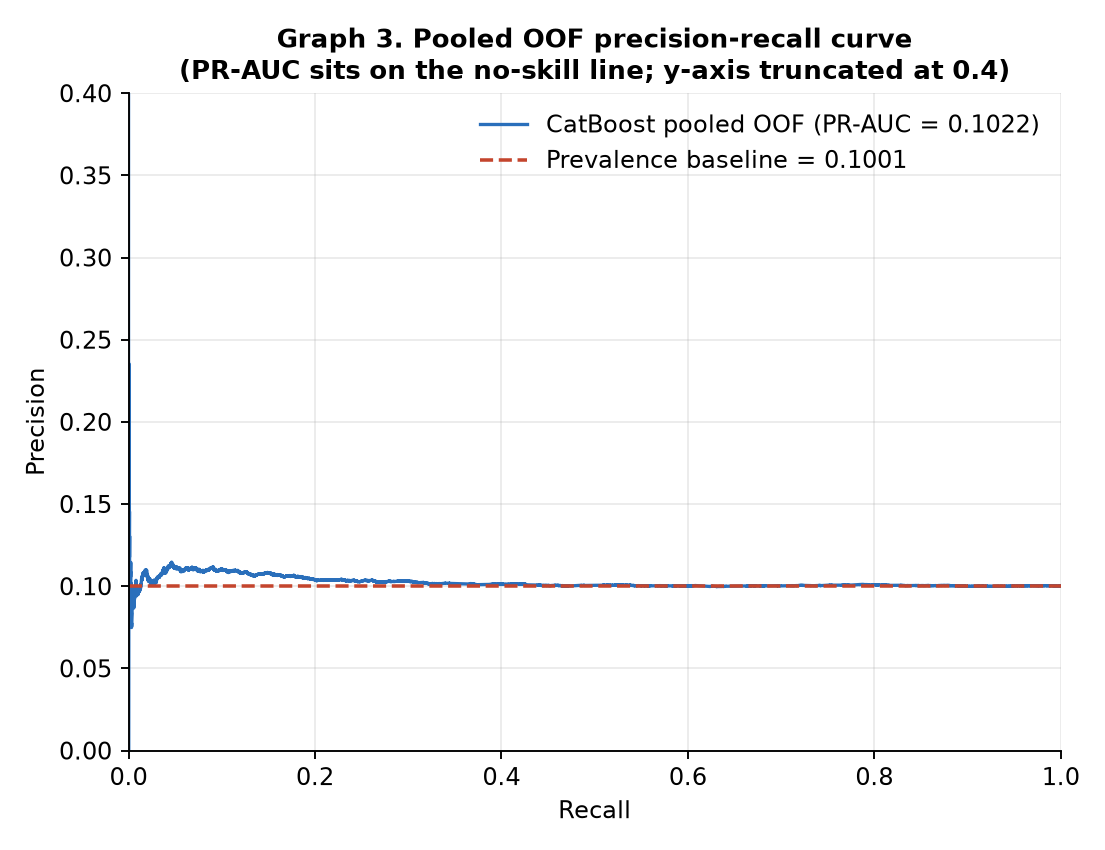 Graph 3. Pooled OOF precision-recall curve
(PR-AUC sits on the no-skill line; y-axis truncated at 0.4)
CatBoost pooled OOF (PR-AUC = 0.1022)
Prevalence baseline = 0.1001
0.40
0.35
0.30
0.25
0.20
0.15
0.10
0.05
0.00
Precision
0.0 0.2 0.4 0.6 0.8 1.0
Recall